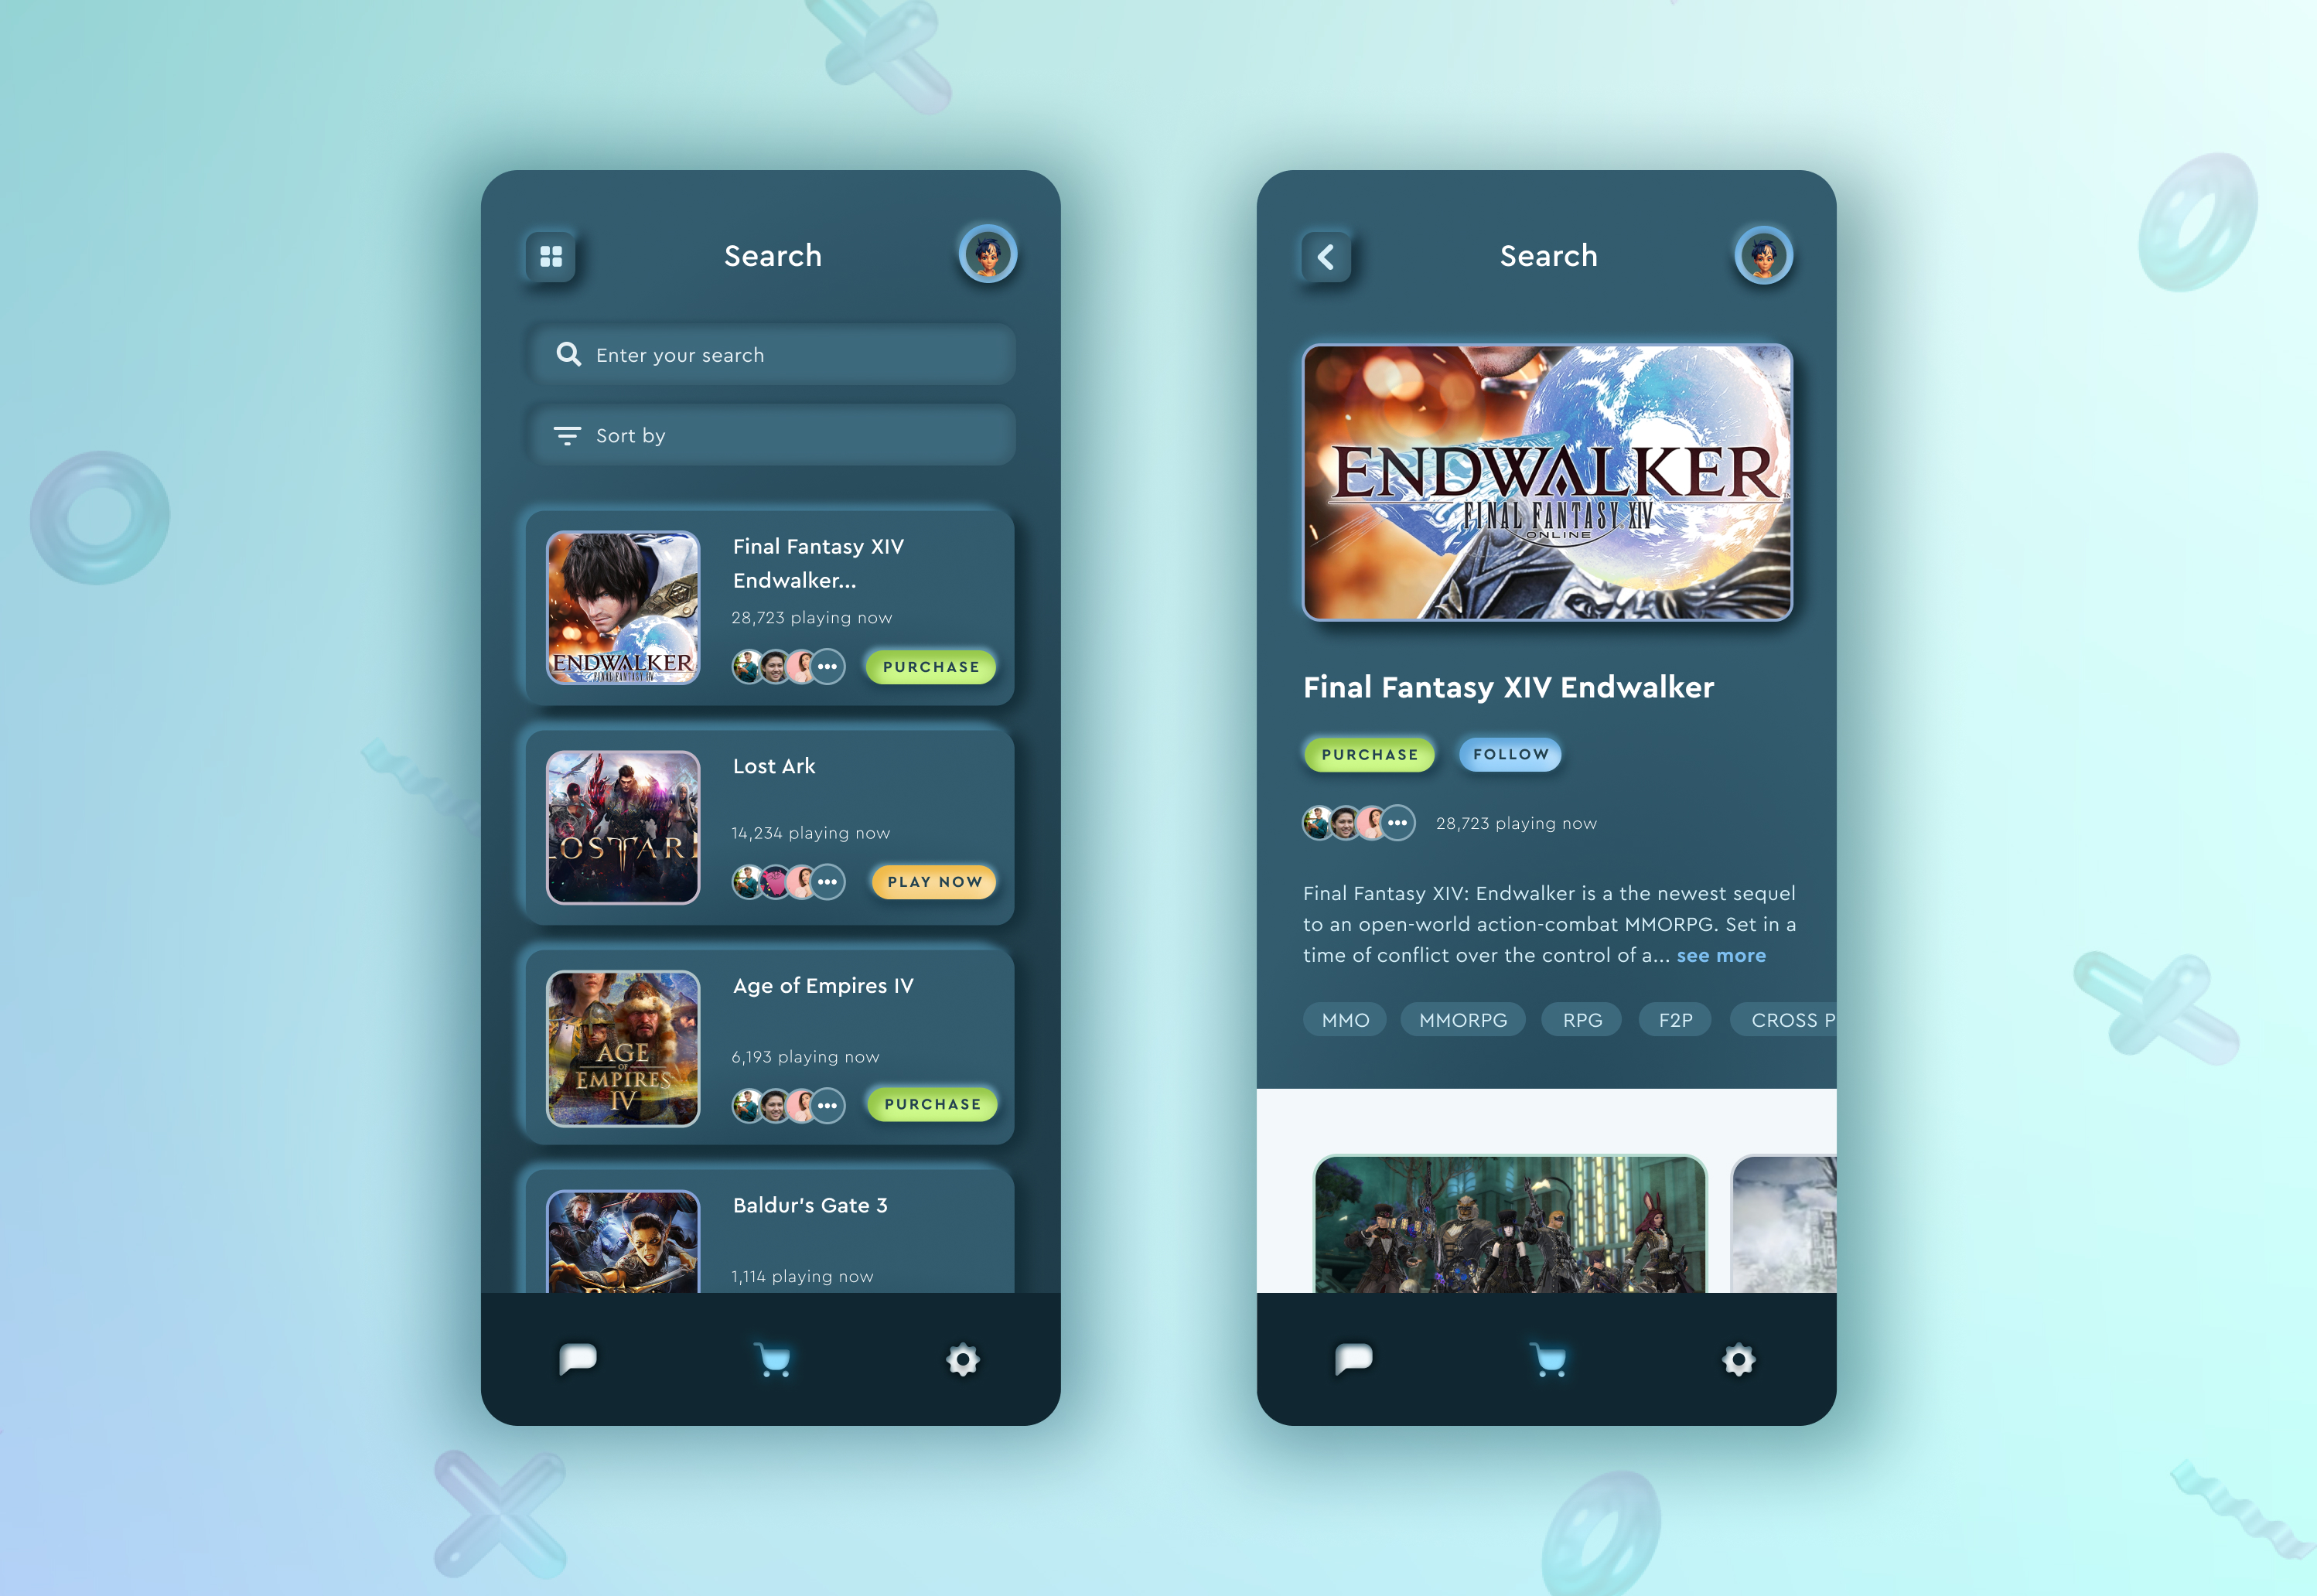 Search
Enter your search
Sort by
Final Fantasy XIV
Endwalker...
28,723 playing now
PURCHASE
ENDWALKER
FINAL FANTASY XIV
Lost Ark
14,234 playing now
PLAY NOW
LOST ARK
Age of Empires IV
6,193 playing now
PURCHASE
AGE
OF
EMPIRES
IV
Baldur's Gate 3
1,114 playing now
Search
ENDWALKER
FINAL FANTASY XIV
ONLINE
Final Fantasy XIV Endwalker
PURCHASE FOLLOW
28,723 playing now
Final Fantasy XIV: Endwalker is a the newest sequel
to an open-world action-combat MMORPG. Set in a
time of conflict over the control of a... see more
MMO MMORPG RPG F2P CROSS P